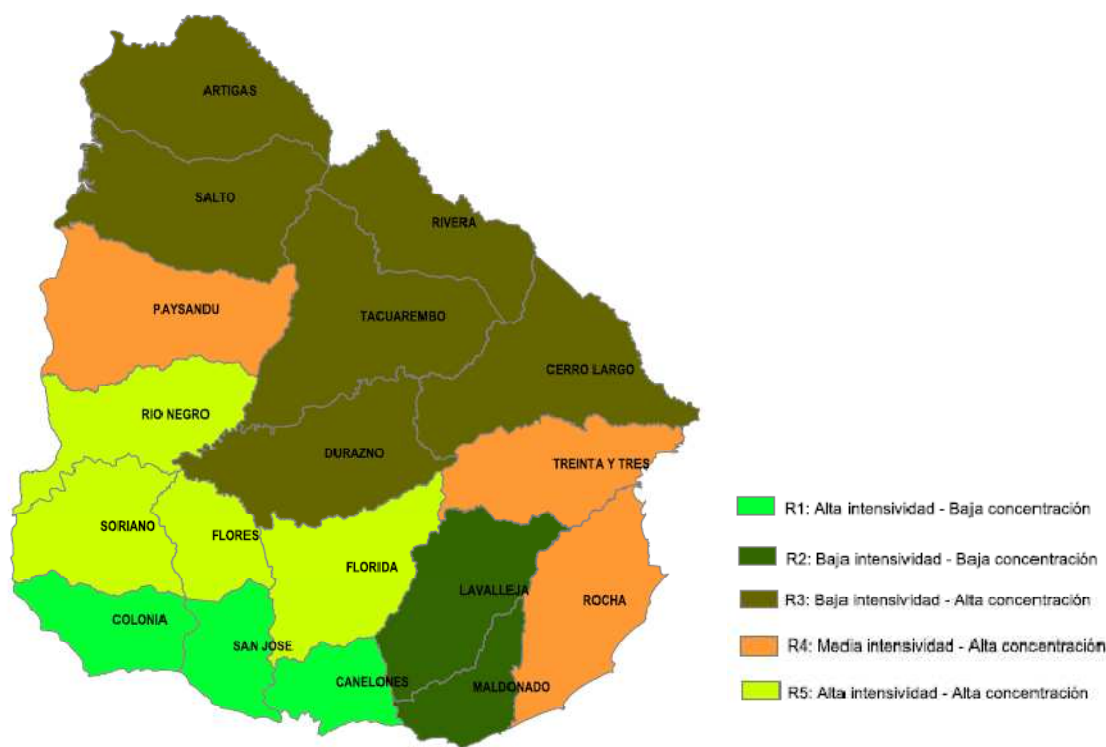 ARTIGAS
SALTO
RIVERA
PAYSANDU
TACUAREMBO
CERRO LARGO
RIO NEGRO
DURAZNO
TREINTA Y TRES
SORIANO
FLORES
FLORIDA
LAVALLEJA
ROCHA
COLONIA
SAN JOSE
CANELONES
MALDONADO
R1: Alta intensividad - Baja concentración
R2: Baja intensividad - Baja concentración
R3: Baja intensividad - Alta concentración
R4: Media intensividad - Alta concentración
R5: Alta intensividad - Alta concentración